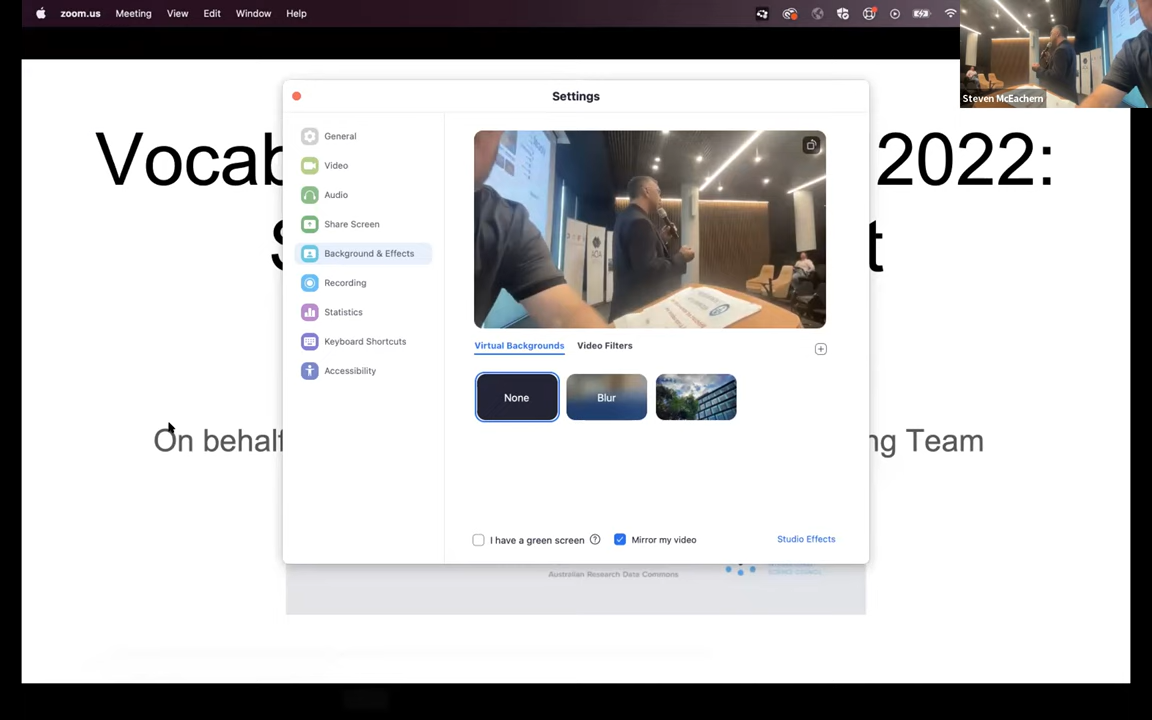 zoom.us Meeting View Edit Window Help
Steven McEachern
Settings
General
Video
Audio
Share Screen
Background & Effects
Recording
Statistics
Keyboard Shortcuts
Accessibility
Virtual Backgrounds Video Filters
None Blur
I have a green screen Mirror my video Studio Effects
Vocab 2022:
S t
On behalf ng Team
Australian Research Data Commons